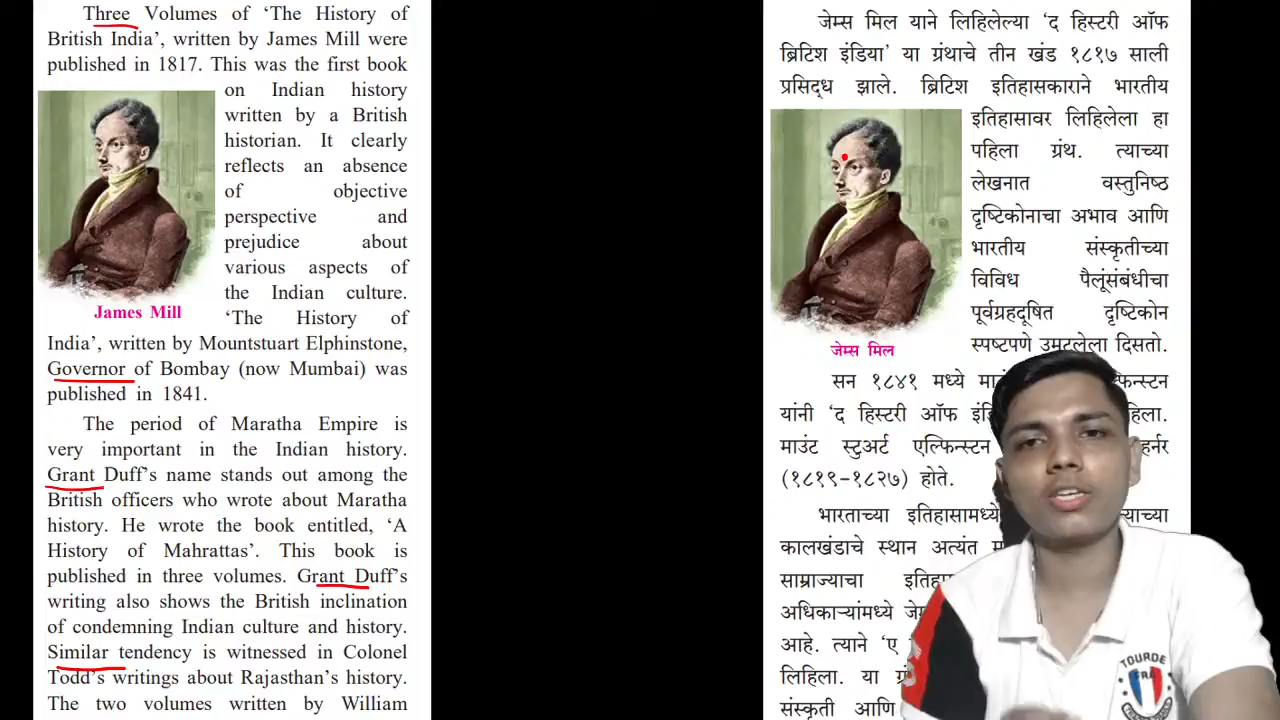 Three Volumes of ‘The History of
British India’, written by James Mill were
published in 1817. This was the first book
on Indian history
written by a British
historian. It clearly
reflects an absence
of objective
perspective and
prejudice about
various aspects of
the Indian culture.
‘The History of
James Mill
India’, written by Mountstuart Elphinstone,
Governor of Bombay (now Mumbai) was
published in 1841.
The period of Maratha Empire is
very important in the Indian history.
Grant Duff’s name stands out among the
British officers who wrote about Maratha
history. He wrote the book entitled, ‘A
History of Mahrattas’. This book is
published in three volumes. Grant Duff’s
writing also shows the British inclination
of condemning Indian culture and history.
Similar tendency is witnessed in Colonel
Todd’s writings about Rajasthan’s history.
The two volumes written by William
जेम्स मिल याने लिहिलेल्या ‘द हिस्टरी ऑफ
ब्रिटिश इंडिया’ या ग्रंथाचे तीन खंड १८१७ साली
प्रसिद्ध झाले. ब्रिटिश इतिहासकाराने भारतीय
इतिहासावर लिहिलेला हा
पहिला ग्रंथ. त्याच्या
लेखनात वस्तुनिष्ठ
दृष्टिकोनाचा अभाव आणि
भारतीय संस्कृतीच्या
विविध पैलूंसंबंधीचा
पूर्वग्रहदूषित दृष्टिकोन
स्पष्टपणे उमटलेला दिसतो.
जेम्स मिल
सन १८४१ मध्ये
यांनी ‘द हिस्टरी ऑफ
माउंट स्टुअर्ट एल्फिन्स्टन
(१८१९-१८२७) होते.
भारताच्या इतिहासामध्ये
कालखंडाचे स्थान अत्यंत
साम्राज्याचा
अधिकाऱ्यांमध्ये
आहे. त्याने ‘ए
लिहिला. या
संस्कृती आणि
TOURDE
FRA